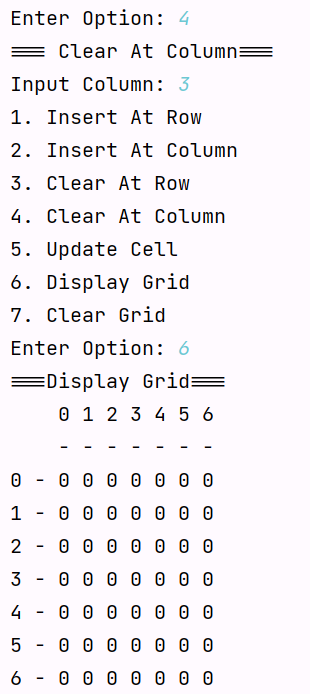 Enter Option: 4
=== Clear At Column===
Input Column: 3
1. Insert At Row
2. Insert At Column
3. Clear At Row
4. Clear At Column
5. Update Cell
6. Display Grid
7. Clear Grid
Enter Option: 6
===Display Grid===
    0 1 2 3 4 5 6
    - - - - - - -
0 - 0 0 0 0 0 0 0
1 - 0 0 0 0 0 0 0
2 - 0 0 0 0 0 0 0
3 - 0 0 0 0 0 0 0
4 - 0 0 0 0 0 0 0
5 - 0 0 0 0 0 0 0
6 - 0 0 0 0 0 0 0